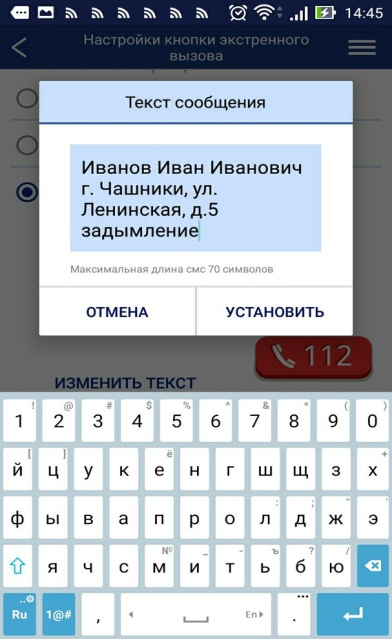 14:45
Настройки кнопки экстренного
вызова
Текст сообщения
Иванов Иван Иванович
г. Чашники, ул.
Ленинская, д.5
задымление
Максимальная длина смс 70 символов
ОТМЕНА УСТАНОВИТЬ
112
ИЗМЕНИТЬ ТЕКСТ
! @ # $ % ^ & * ( )
1 2 3 4 5 6 7 8 9 0
[ ] ё +
й ц у к е н г ш щ з х
: ; "
ф ы в а п р о л д ж э
№ _ - ъ ? /
я ч с м и т ь б ю
Ru 1@# , En .